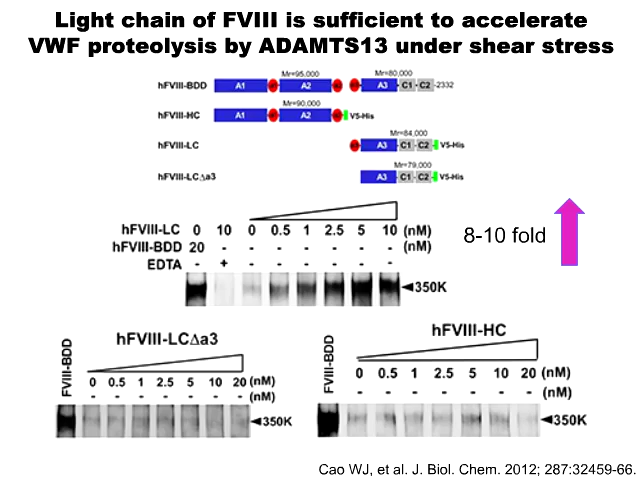 Light chain of FVIII is sufficient to accelerate
VWF proteolysis by ADAMTS13 under shear stress
Mr=95,000 Mr=80,000
hFVIII-BDD A1 A2 A3 C1 C2 -2332
Mr=90,000
hFVIII-HC A1 A2 V5-His
Mr=84,000
hFVIII-LC A3 C1 C2 V5-His
Mr=79,000
hFVIII-LC∆a3 A3 C1 C2 V5-His
hFVIII-LC 0 10 0 0.5 1 2.5 5 10 (nM)
hFVIII-BDD 20 - - - - - - - (nM)
EDTA - + - - - - - -
350K
8-10 fold
hFVIII-LC∆a3
FVIII-BDD
0 0.5 1 2.5 5 10 20 (nM)
- - - - - - - (nM)
350K
hFVIII-HC
FVIII-BDD
0 0.5 1 2.5 5 10 20 (nM)
- - - - - - - (nM)
350K
Cao WJ, et al. J. Biol. Chem. 2012; 287:32459-66.